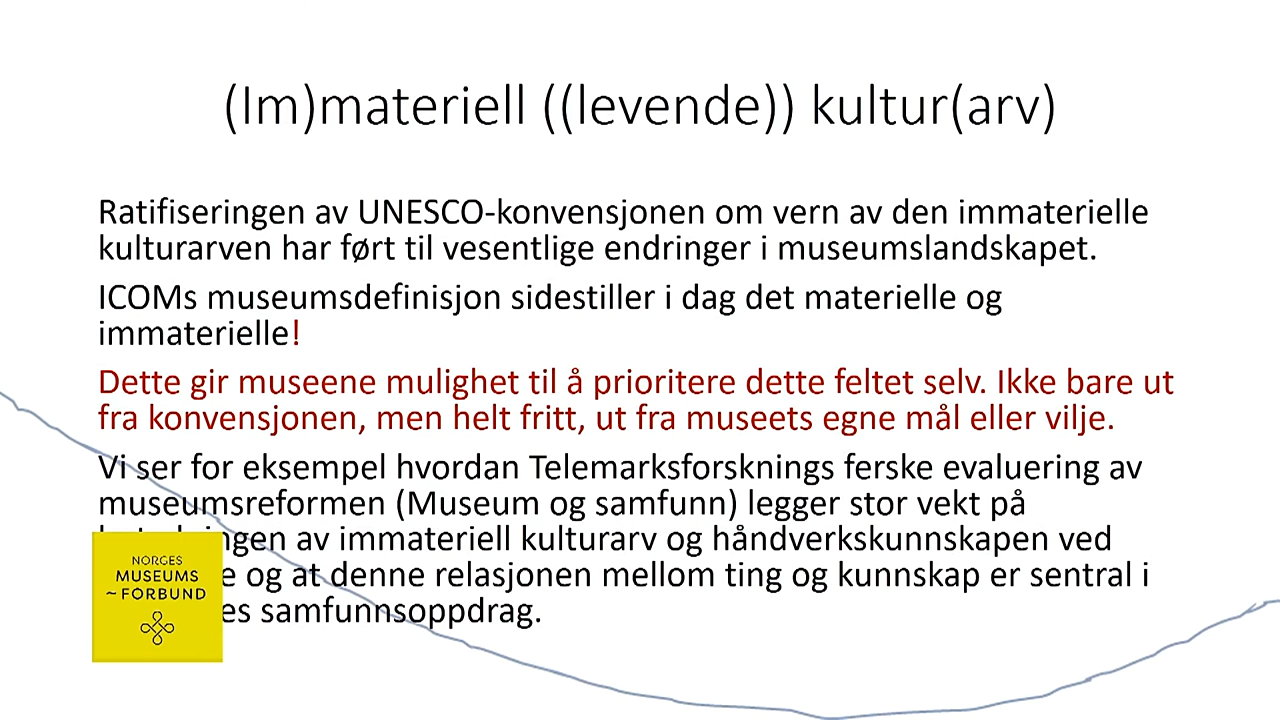 (Im)materiell ((levende)) kultur(arv)
Ratifiseringen av UNESCO-konvensjonen om vern av den immaterielle
kulturarven har ført til vesentlige endringer i museumslandskapet.
ICOMs museumsdefinisjon sidestiller i dag det materielle og
immaterielle!
Dette gir museene mulighet til å prioritere dette feltet selv. Ikke bare ut
fra konvensjonen, men helt fritt, ut fra museets egne mål eller vilje.
Vi ser for eksempel hvordan Telemarksforsknings ferske evaluering av
museumsreformen (Museum og samfunn) legger stor vekt på
av immateriell kulturarv og håndverkskunnskapen ved
og at denne relasjonen mellom ting og kunnskap er sentral i
samfunnsoppdrag.
NORGES
MUSEUMS
~FORBUND